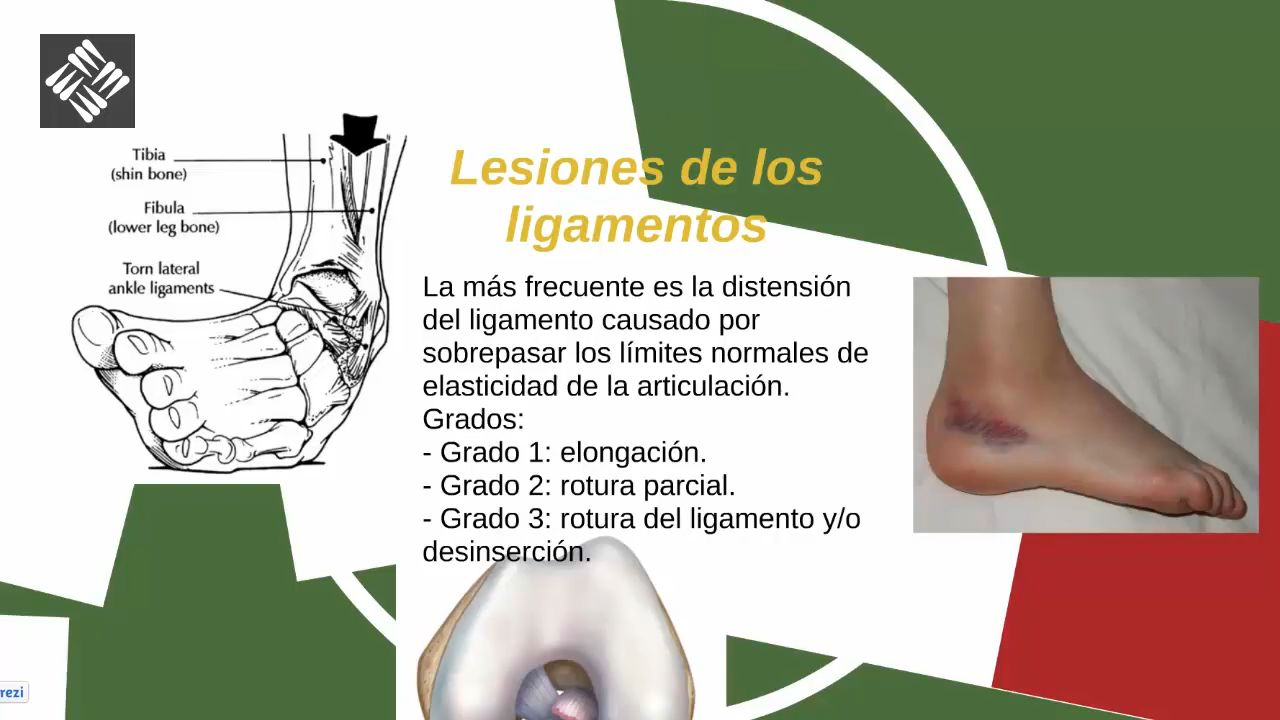 Tibia
(shin bone)
Fibula
(lower leg bone)
Torn lateral
ankle ligaments
Lesiones de los
ligamentos
La más frecuente es la distensión
del ligamento causado por
sobrepasar los límites normales de
elasticidad de la articulación.
Grados:
- Grado 1: elongación.
- Grado 2: rotura parcial.
- Grado 3: rotura del ligamento y/o
desinserción.
rezi